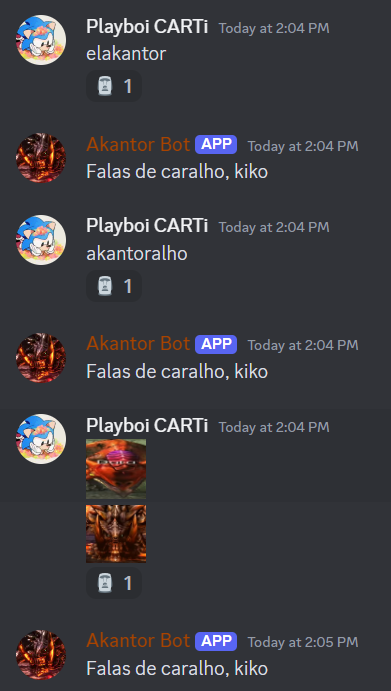 Playboi CARTi Today at 2:04 PM
elakantor
1
Akantor Bot APP Today at 2:04 PM
Falas de caralho, kiko
Playboi CARTi Today at 2:04 PM
akantoralho
1
Akantor Bot APP Today at 2:04 PM
Falas de caralho, kiko
Playboi CARTi Today at 2:04 PM
1
Akantor Bot APP Today at 2:05 PM
Falas de caralho, kiko